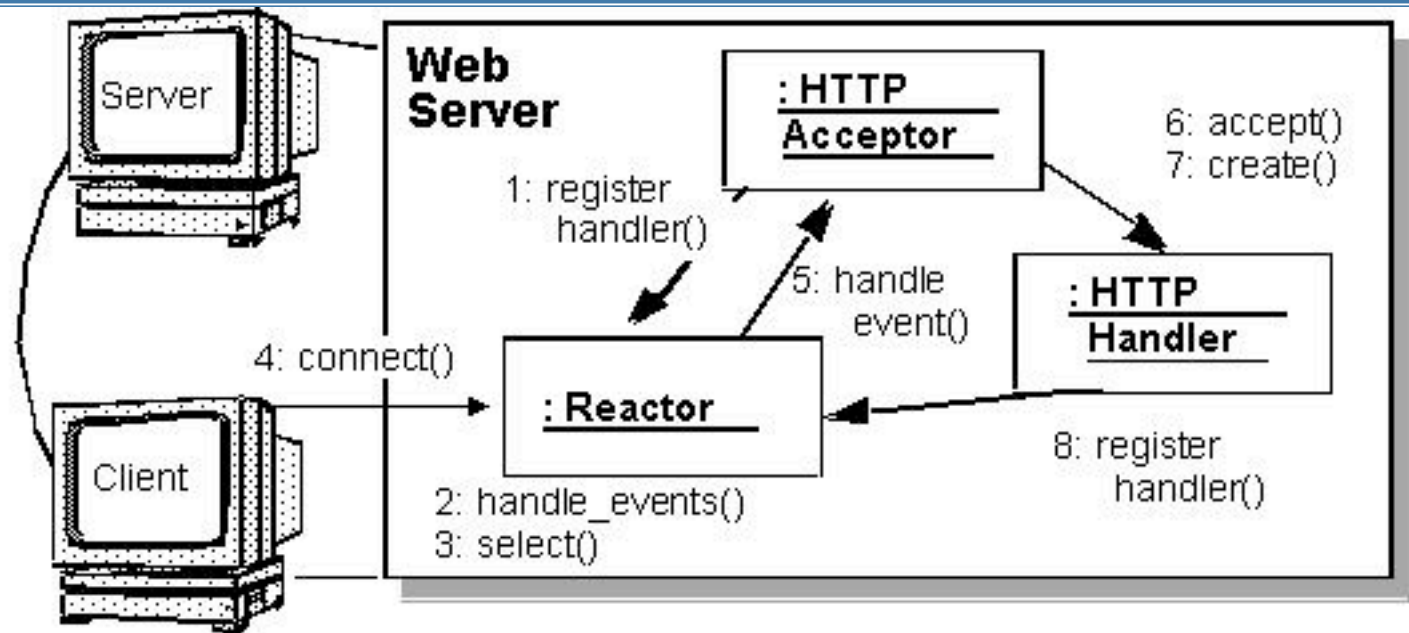 Server
Web
Server
: HTTP
Acceptor
6: accept()
7: create()
1: register
handler()
5: handle
event()
: HTTP
Handler
4: connect()
: Reactor
8: register
handler()
Client
2: handle_events()
3: select()